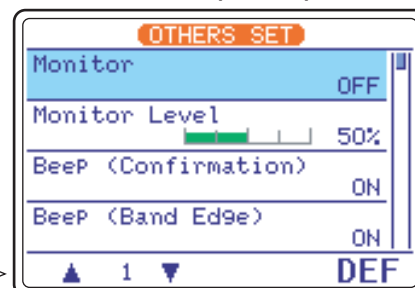 OTHERS SET
Monitor
OFF
Monitor Level
50%
Beep (Confirmation)
ON
Beep (Band Edge)
ON
▲ 1 ▼ DEF